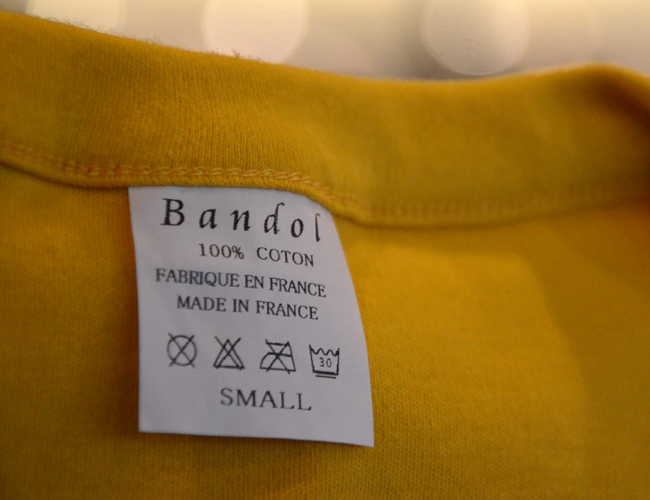 Bandol
100% COTON
FABRIQUE EN FRANCE
MADE IN FRANCE
30
SMALL